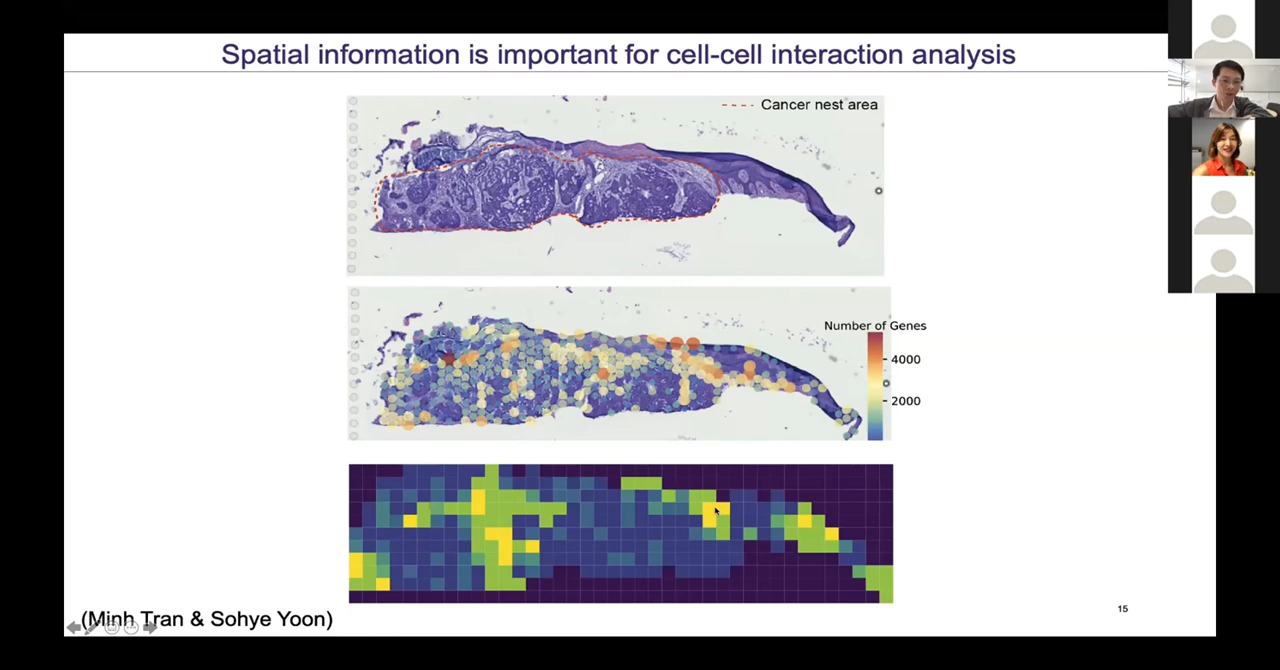 Spatial information is important for cell-cell interaction analysis
Cancer nest area
Number of Genes
4000
2000
(Minh Tran & Sohye Yoon)
15